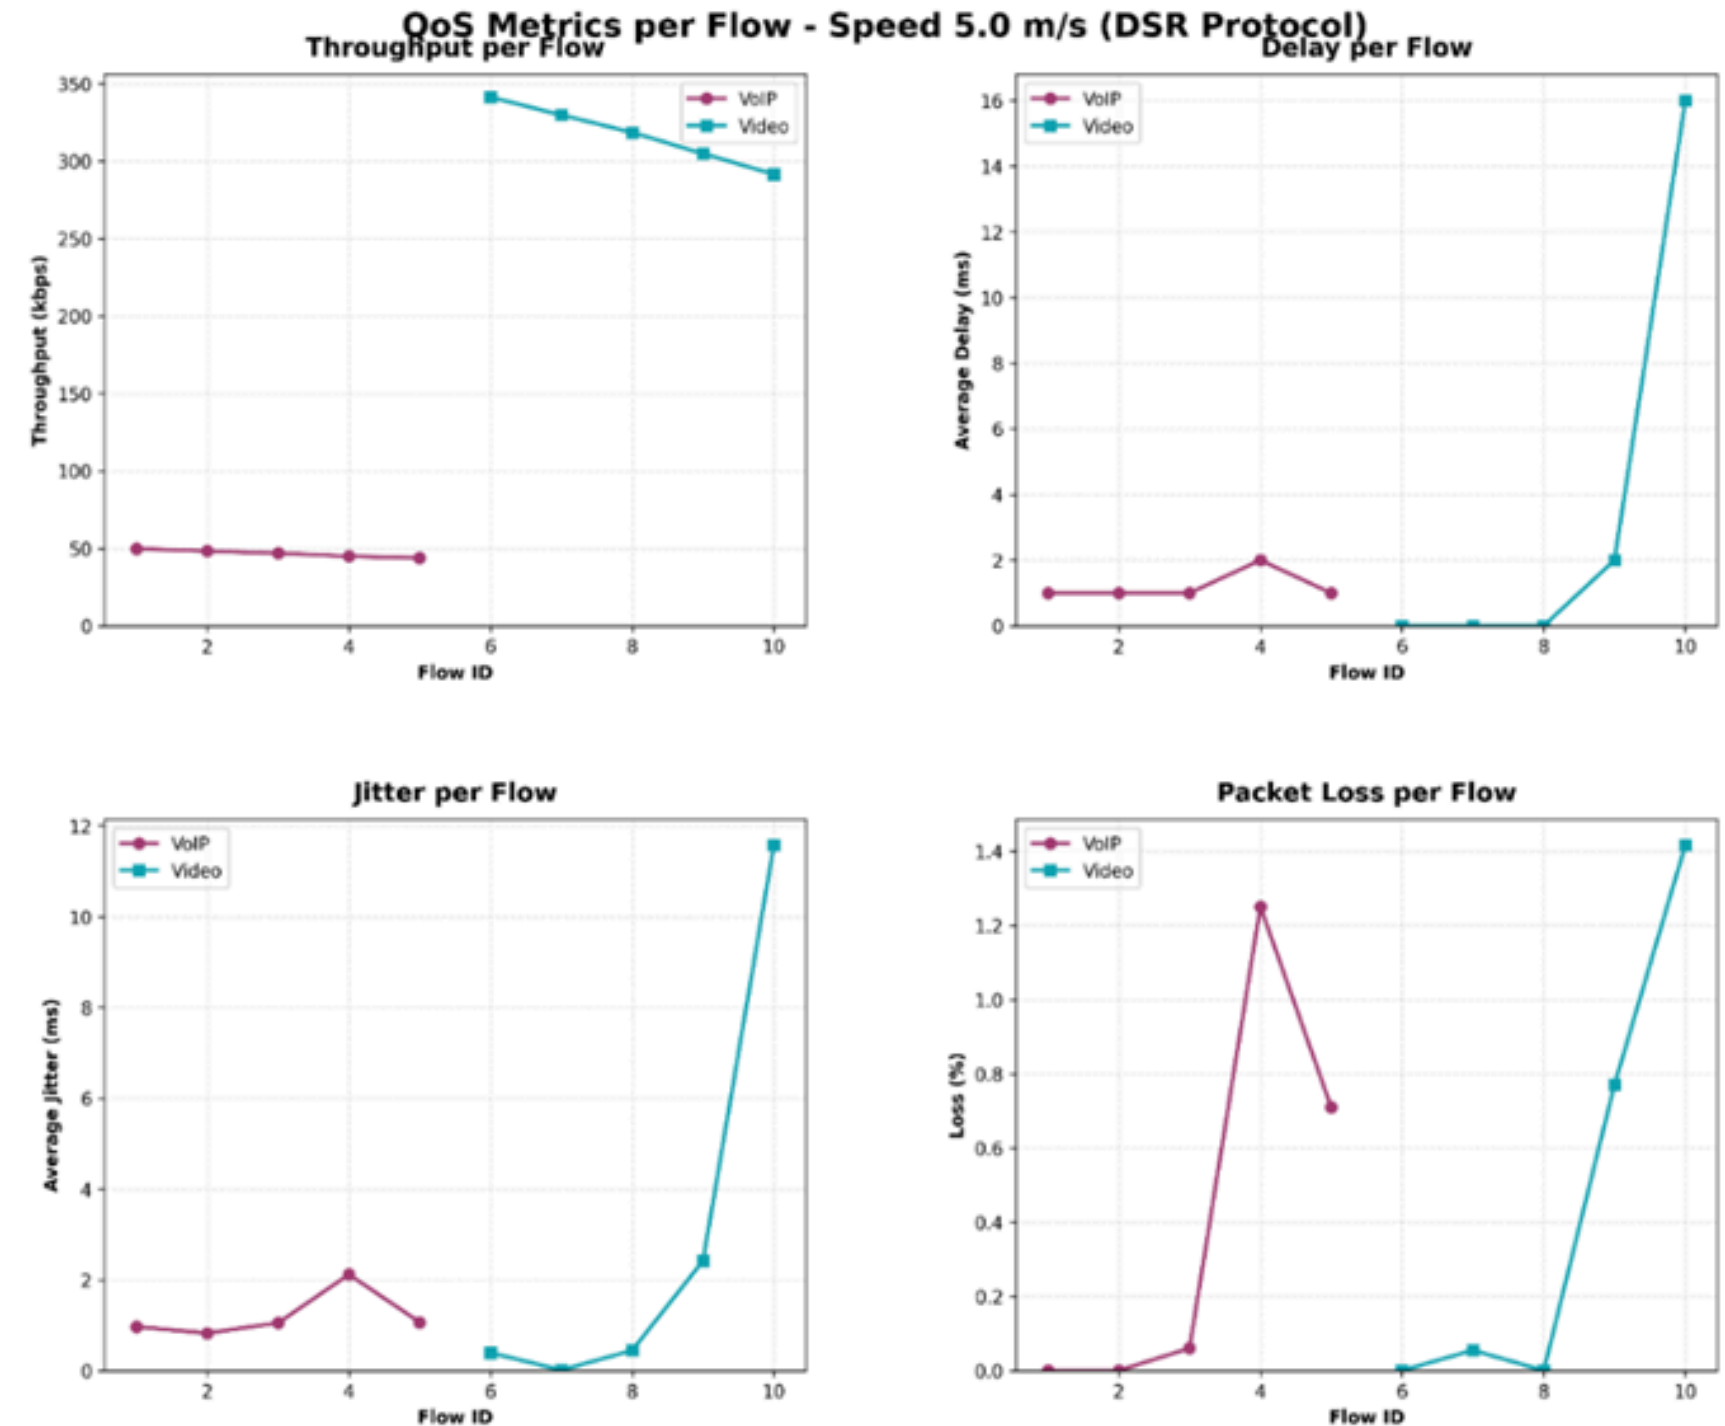 QoS Metrics per Flow - Speed 5.0 m/s (DSR Protocol)
Throughput per Flow
350
300
250
200
150
100
50
0
Throughput (kbps)
VoIP
Video
2 4 6 8 10
Flow ID
Delay per Flow
16
14
12
10
8
6
4
2
0
Average Delay (ms)
VoIP
Video
2 4 6 8 10
Flow ID
Jitter per Flow
12
10
8
6
4
2
0
Average Jitter (ms)
VoIP
Video
2 4 6 8 10
Flow ID
Packet Loss per Flow
1.4
1.2
1.0
0.8
0.6
0.4
0.2
0.0
Loss (%)
VoIP
Video
2 4 6 8 10
Flow ID